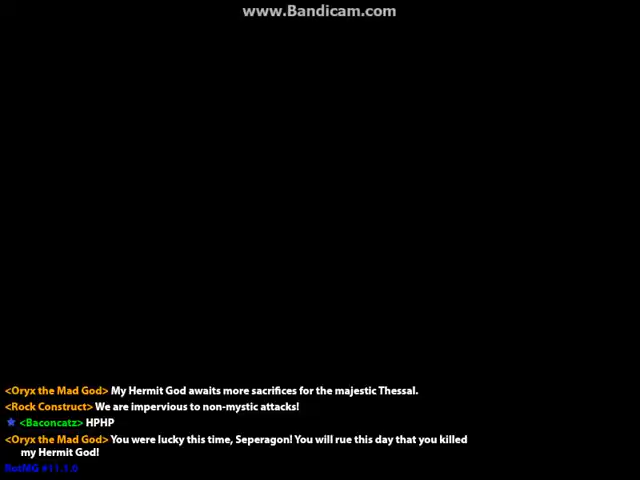 www.Bandicam.com
<Oryx the Mad God> My Hermit God awaits more sacrifices for the majestic Thessal.
<Rock Construct> We are impervious to non-mystic attacks!
<Baconcatz> HPHP
<Oryx the Mad God> You were lucky this time, Seperagon! You will rue this day that you killed
my Hermit God!
RotMG #11.1.0